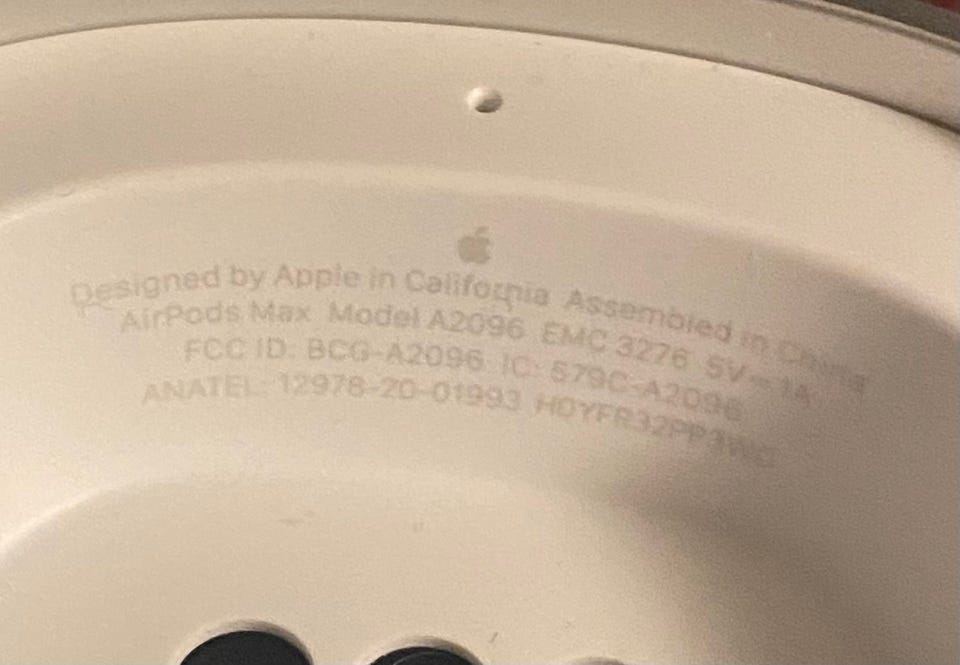 Designed by Apple in California Assembled in China
AirPods Max Model A2096 EMC 3276 5V⎓1A
FCC ID: BCG-A2096 IC: 579C-A2096
ANATEL: 12978-20-01993